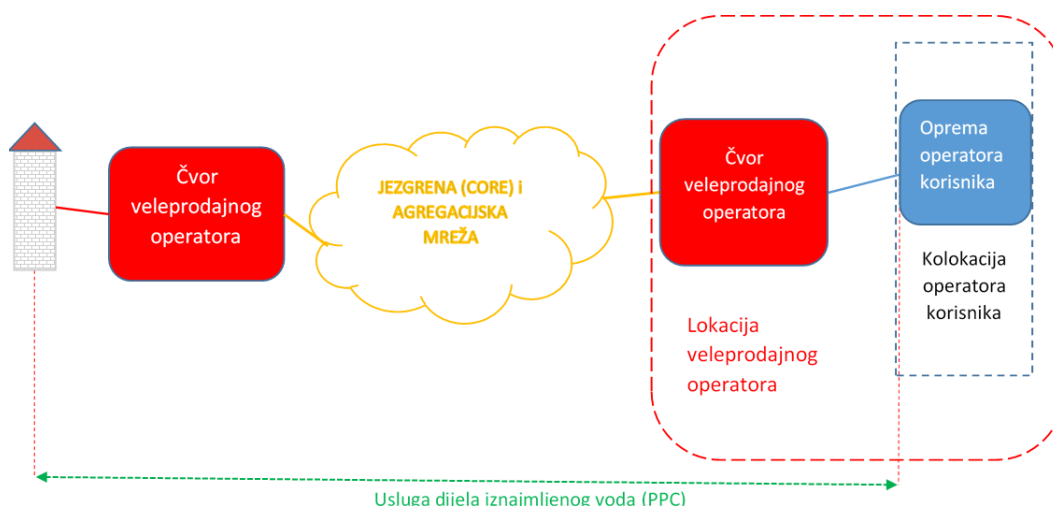 Čvor
veleprodajnog
operatora
JEZGRENA (CORE) i
AGREGACIJSKA
MREŽA
Čvor
veleprodajnog
operatora
Oprema
operatora
korisnika
Kolokacija
operatora
korisnika
Lokacija
veleprodajnog
operatora
Usluga dijela iznajmljenog voda (PPC)